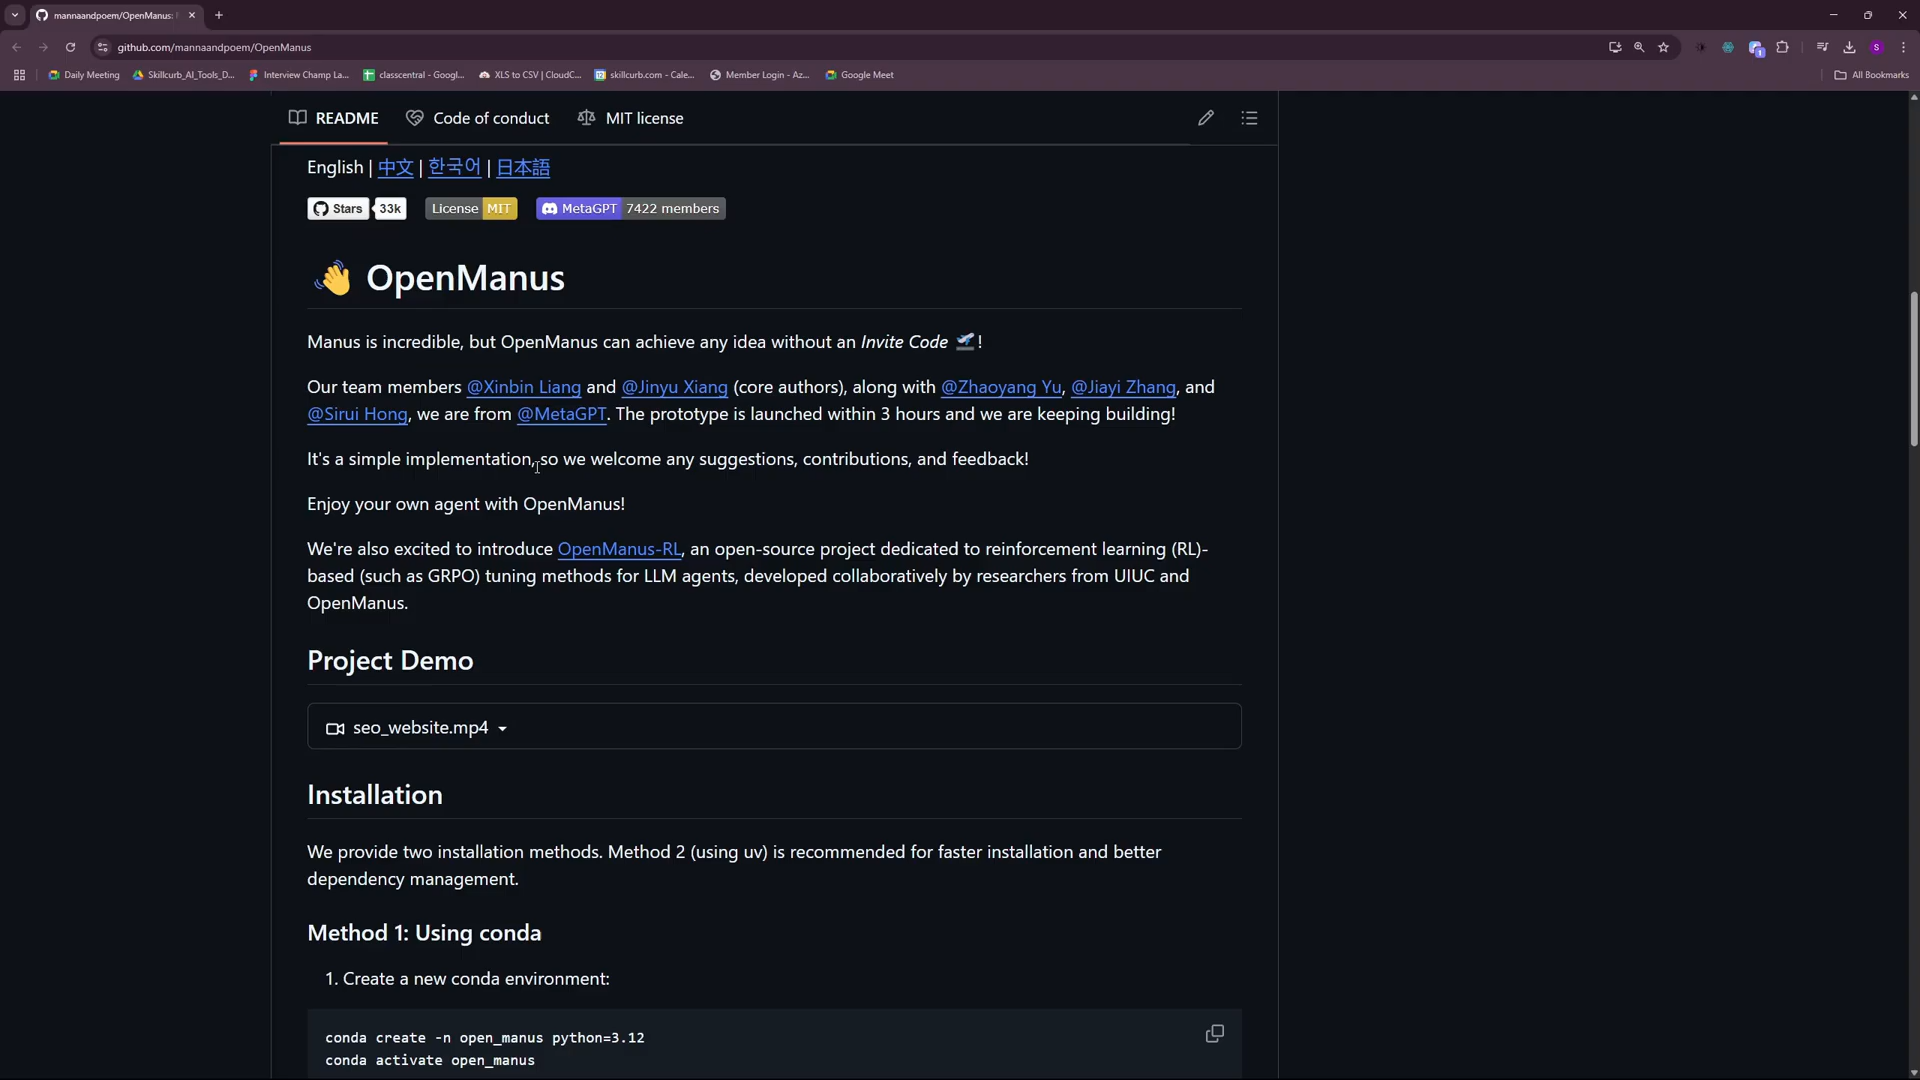 mannaandpoem/OpenManus:
github.com/mannaandpoem/OpenManus
Daily Meeting
Skillcurb_AI_Tools_D...
Interview Champ La...
classcentral - Googl...
XLS to CSV | CloudC...
skillcurb.com - Cale...
Member Login - Az...
Google Meet
All Bookmarks
README
Code of conduct
MIT license
English | 中文 | 한국어 | 日本語
Stars 33k
License MIT
MetaGPT 7422 members
👋 OpenManus
Manus is incredible, but OpenManus can achieve any idea without an Invite Code 🛫!
Our team members @Xinbin Liang and @Jinyu Xiang (core authors), along with @Zhaoyang Yu, @Jiayi Zhang, and
@Sirui Hong, we are from @MetaGPT. The prototype is launched within 3 hours and we are keeping building!
It's a simple implementation, so we welcome any suggestions, contributions, and feedback!
Enjoy your own agent with OpenManus!
We're also excited to introduce OpenManus-RL, an open-source project dedicated to reinforcement learning (RL)-
based (such as GRPO) tuning methods for LLM agents, developed collaboratively by researchers from UIUC and
OpenManus.
Project Demo
seo_website.mp4
Installation
We provide two installation methods. Method 2 (using uv) is recommended for faster installation and better
dependency management.
Method 1: Using conda
1. Create a new conda environment:
conda create -n open_manus python=3.12
conda activate open_manus